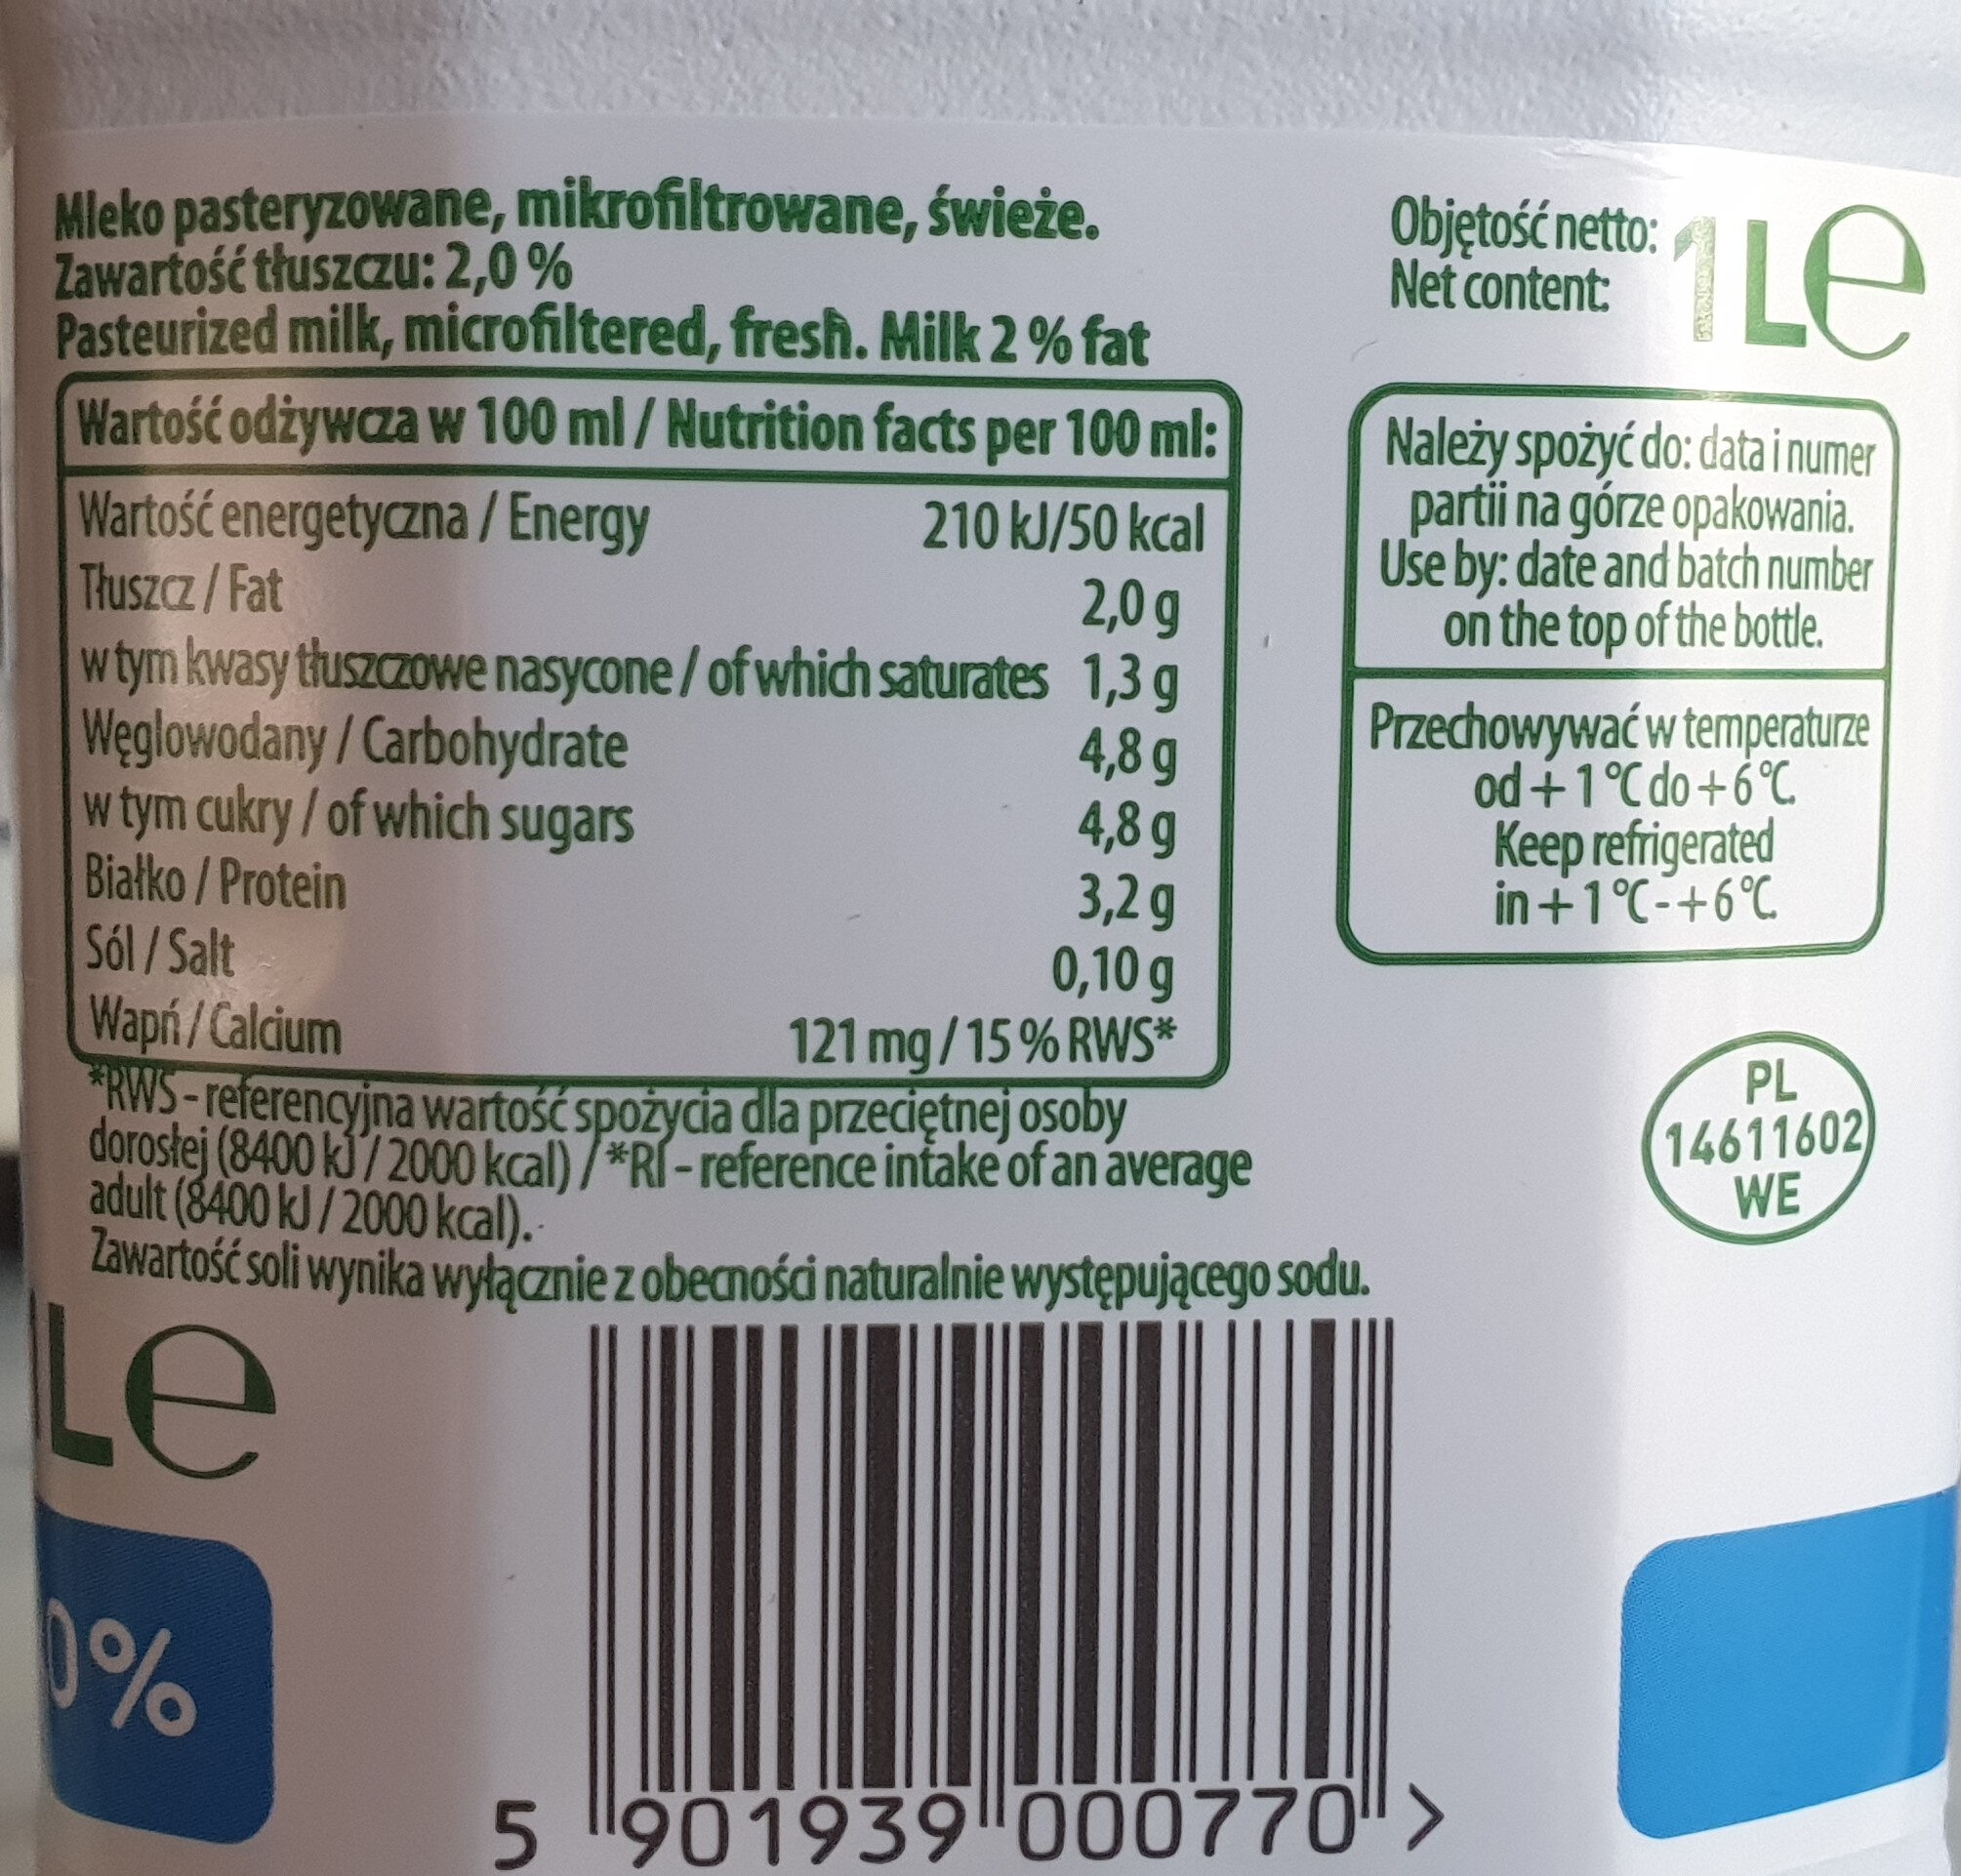 Mleko pasteryzowane, mikrofiltrowane, świeże.
Zawartość tłuszczu: 2,0 %
Pasteurized milk, microfiltered, fresh. Milk 2 % fat
Wartość odżywcza w 100 ml / Nutrition facts per 100 ml:
Wartość energetyczna / Energy 210 kJ/50 kcal
Tłuszcz / Fat 2,0 g
w tym kwasy tłuszczowe nasycone / of which saturates 1,3 g
Węglowodany / Carbohydrate 4,8 g
w tym cukry / of which sugars 4,8 g
Białko / Protein 3,2 g
Sól / Salt 0,10 g
Wapń / Calcium 121 mg / 15 % RWS*
*RWS - referencyjna wartość spożycia dla przeciętnej osoby
dorosłej (8400 kJ / 2000 kcal) / *RI - reference intake of an average
adult (8400 kJ / 2000 kcal).
Zawartość soli wynika wyłącznie z obecności naturalnie występującego sodu.
Objętość netto: 1 L e
Net content:
Należy spożyć do: data i numer
partii na górze opakowania.
Use by: date and batch number
on the top of the bottle.
Przechowywać w temperaturze
od +1 °C do +6 °C.
Keep refrigerated
in +1 °C - +6 °C.
PL
14611602
WE
L e
0%
5 901939 000770 >